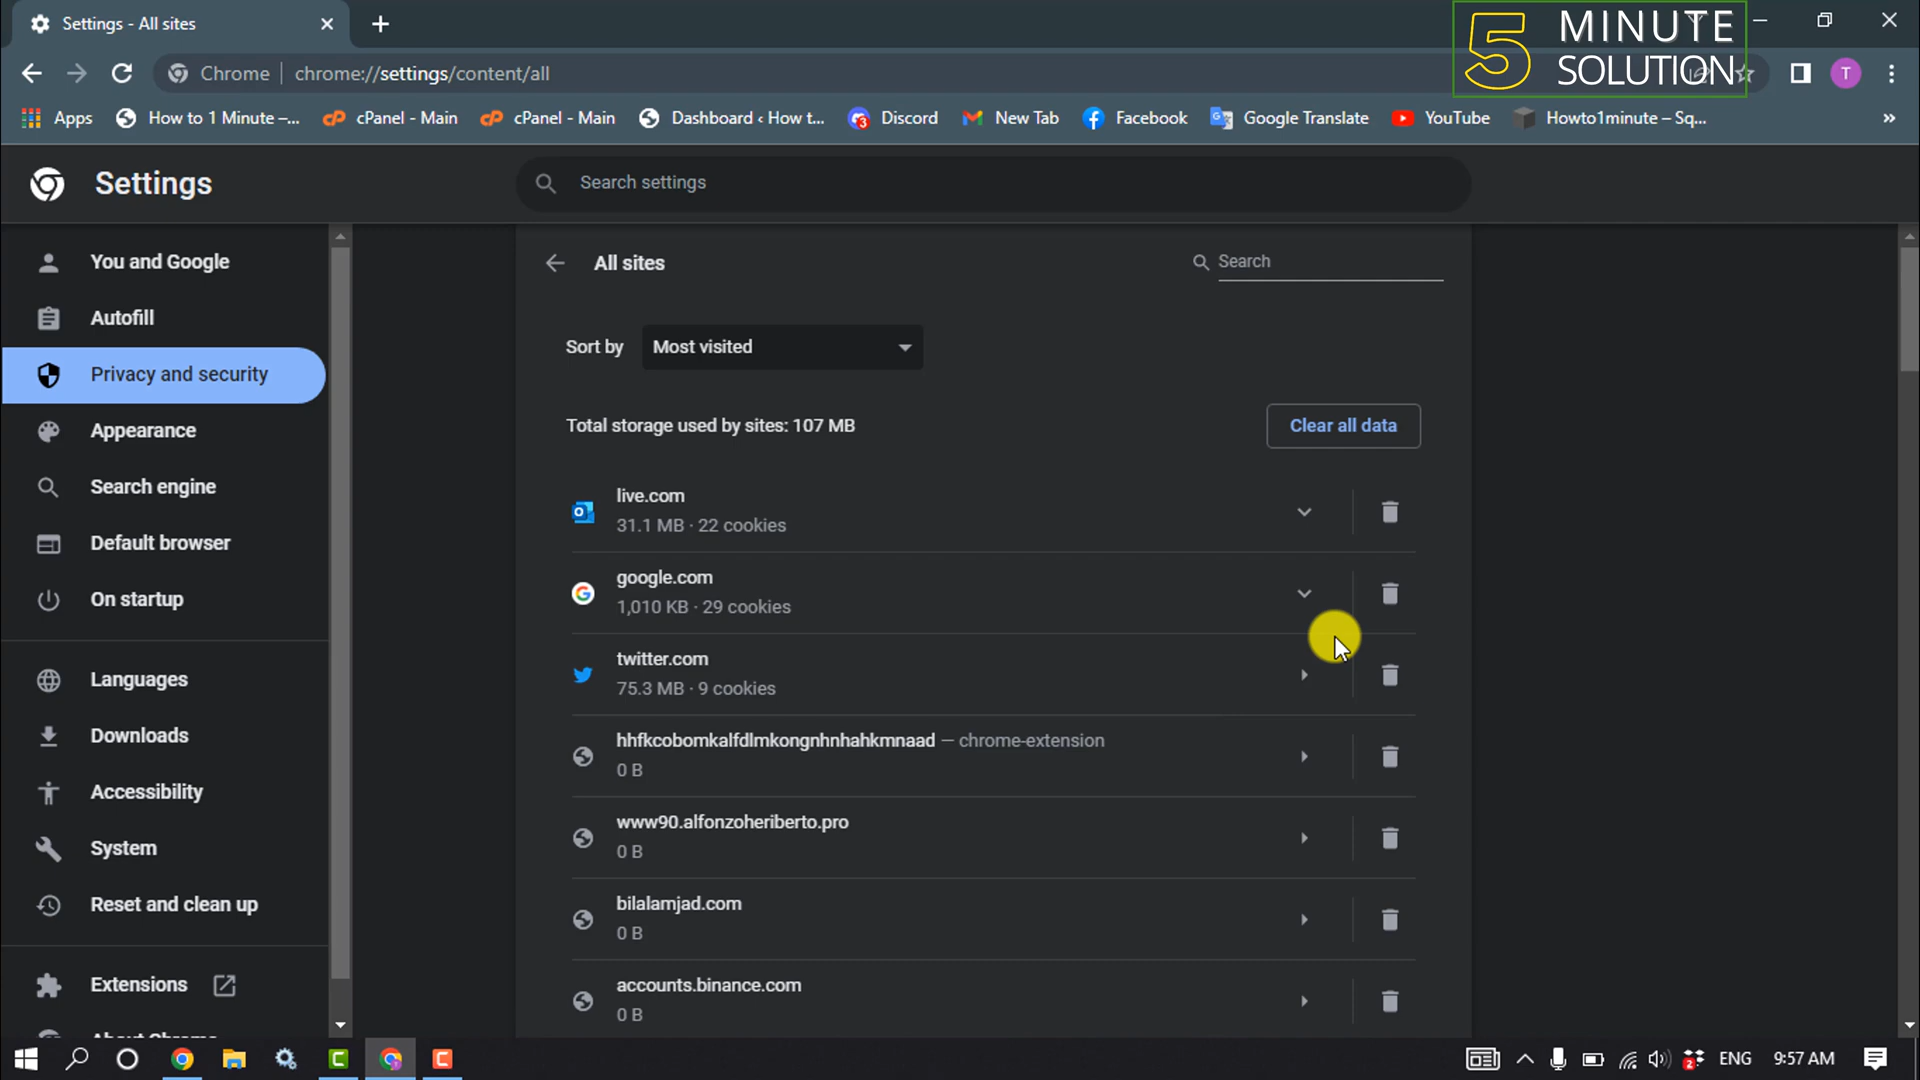 Settings - All sites
5 MINUTE
SOLUTION
Chrome
chrome://settings/content/all
T
Apps
How to 1 Minute –...
cPanel - Main
cPanel - Main
Dashboard ‹ How t...
Discord
New Tab
Facebook
Google Translate
YouTube
Howto1minute – Sq...
»
Settings
Search settings
You and Google
Autofill
Privacy and security
Appearance
Search engine
Default browser
On startup
Languages
Downloads
Accessibility
System
Reset and clean up
Extensions
About Chrome
All sites
Search
Sort by
Most visited
Total storage used by sites: 107 MB
Clear all data
live.com
31.1 MB · 22 cookies
google.com
1,010 KB · 29 cookies
twitter.com
75.3 MB · 9 cookies
hhfkcobomkalfdlmkongnhnhahkmnaad — chrome-extension
0 B
www90.alfonzoheriberto.pro
0 B
bilalamjad.com
0 B
accounts.binance.com
0 B
ENG
9:57 AM